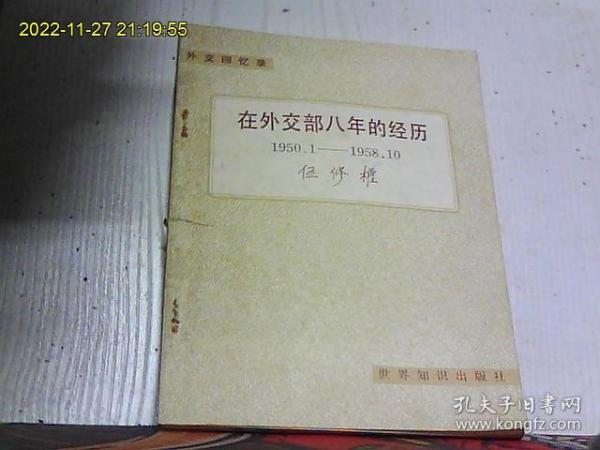 2022-11-27 21:19:55
外交回忆录
在外交部八年的经历
1950.1——1958.10
伍修權
世界知识出版社
孔夫子旧书网
www.kongfz.com